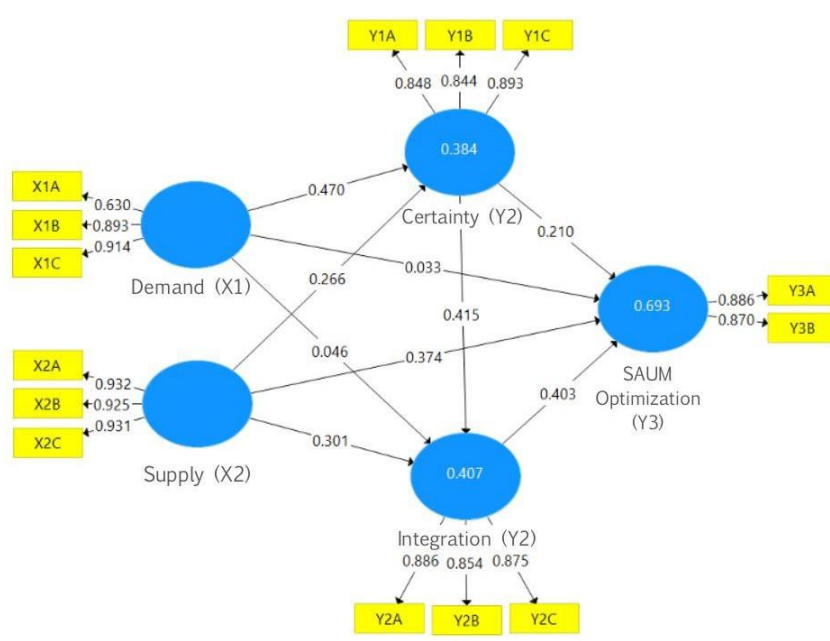 Y1A Y1B Y1C
0.848 0.844 0.893
0.384
X1A
0.630
X1B
0.893
X1C
0.914
0.470
Certainty (Y2)
0.210
Demand (X1)
0.266
0.033
0.415
0.693
0.886
Y3A
0.870
Y3B
X2A
0.932
X2B
0.925
X2C
0.931
0.046
0.374
SAUM
Optimization
(Y3)
0.403
0.301
Supply (X2)
0.407
Integration (Y2)
0.886 0.854 0.875
Y2A Y2B Y2C